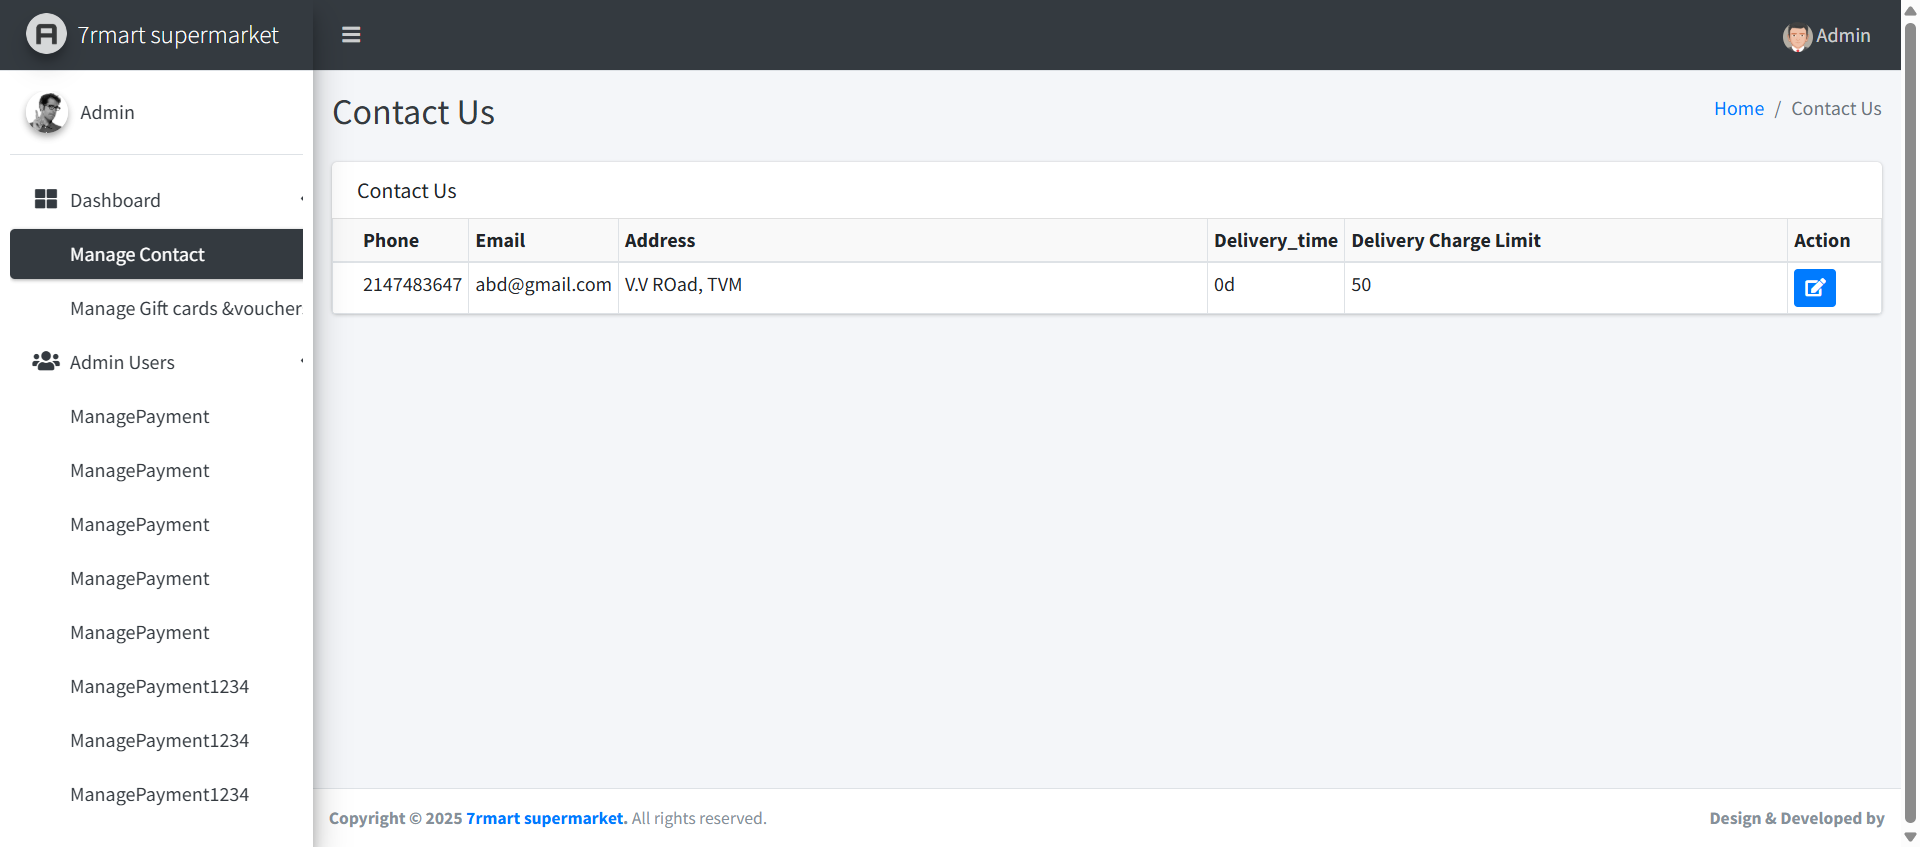 7rmart supermarket
Admin
Admin
Contact Us
Home / Contact Us
Dashboard
Manage Contact
Manage Gift cards &voucher
Admin Users
ManagePayment
ManagePayment
ManagePayment
ManagePayment
ManagePayment
ManagePayment1234
ManagePayment1234
ManagePayment1234
Contact Us
Phone Email Address Delivery_time Delivery Charge Limit Action
2147483647 abd@gmail.com V.V ROad, TVM 0d 50
Copyright © 2025 7rmart supermarket. All rights reserved.
Design & Developed by